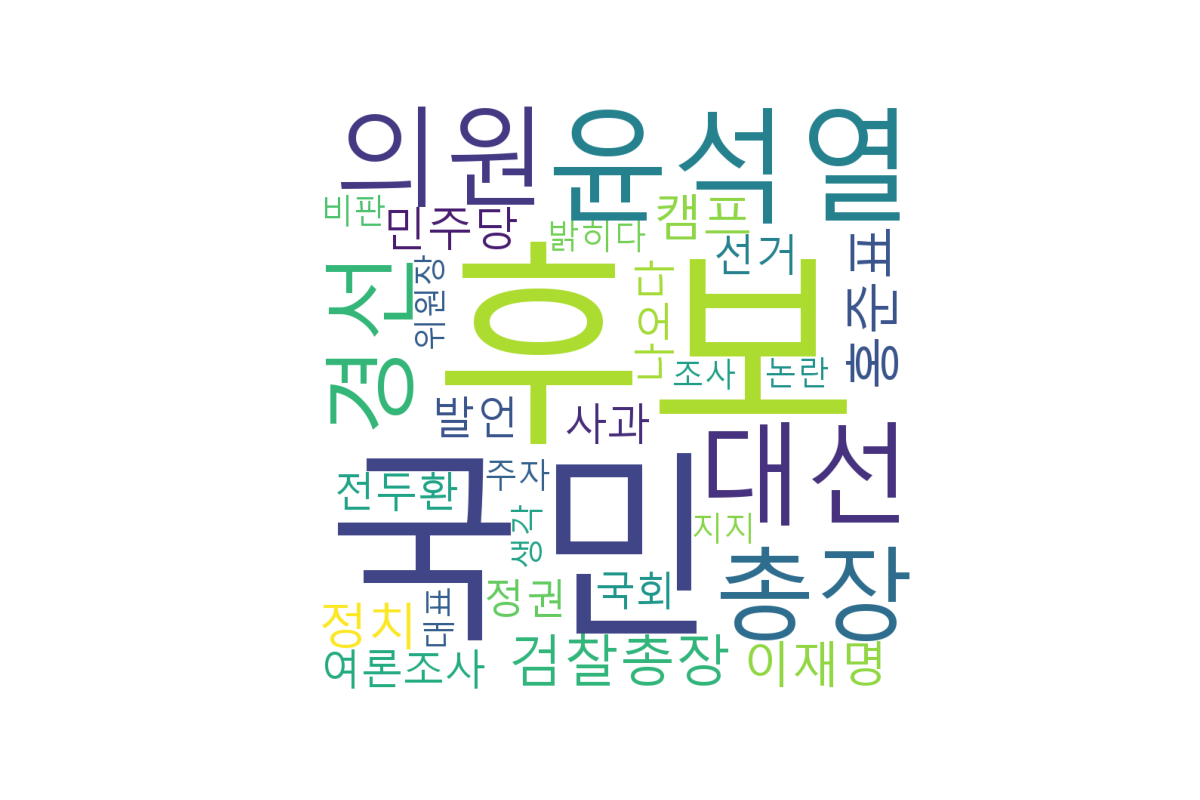 의원
윤석열
비판
민주당
밝히다
캠프
선거
홍준표
경선
위원장
후보
나오다
조사
논란
발언
사과
대선
국민
전두환
주자
생각
지지
총장
정치
대표
정권
국회
여론조사
검찰총장
이재명